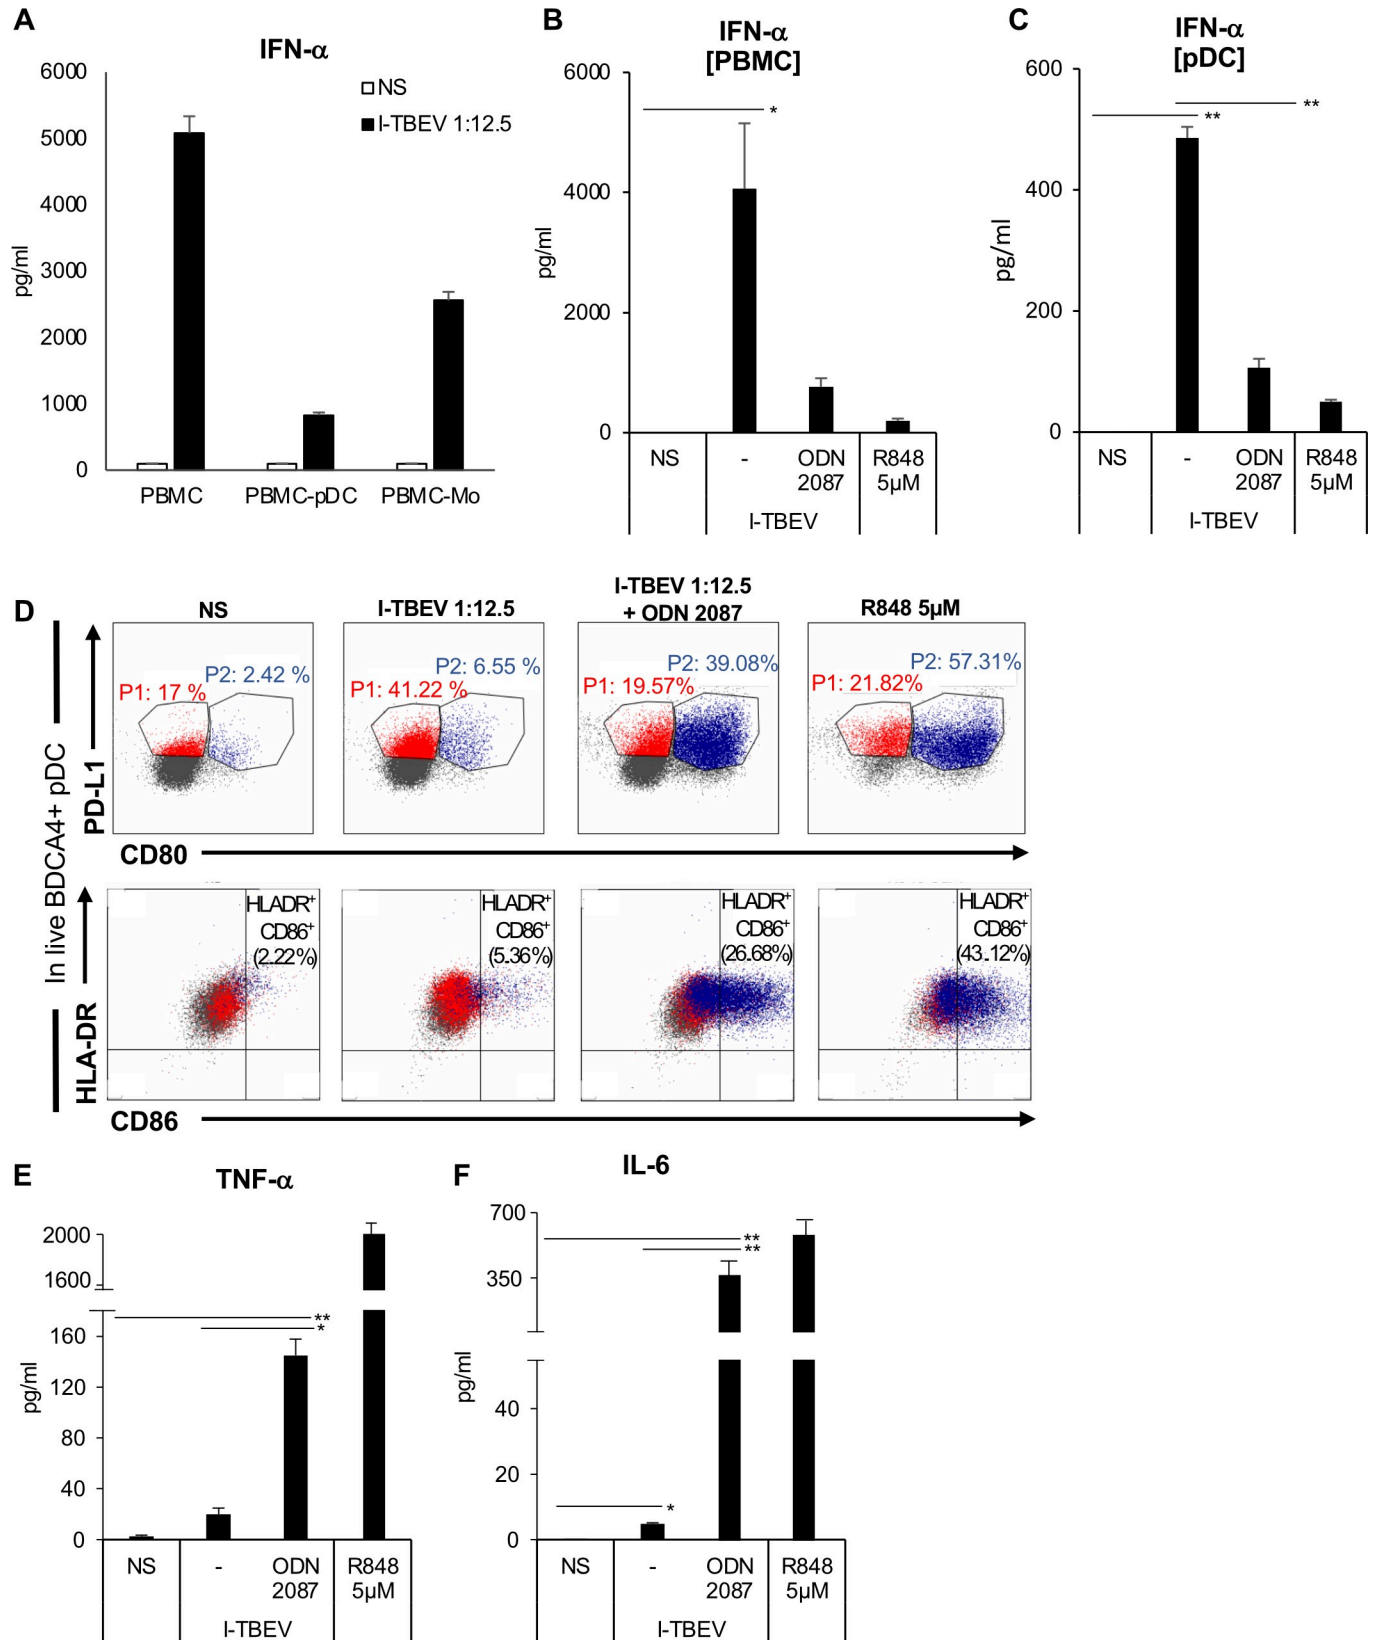 A
IFN-α
6000
5000
4000
3000
2000
1000
0
pg/ml
NS
I-TBEV 1:12.5
PBMC
PBMC-pDC
PBMC-Mo
B
IFN-α
[PBMC]
6000
4000
2000
0
pg/ml
*
NS
-
ODN
2087
R848
5µM
I-TBEV
C
IFN-α
[pDC]
600
400
200
0
pg/ml
**
**
NS
-
ODN
2087
R848
5µM
I-TBEV
D
In live BDCA4+ pDC
NS
I-TBEV 1:12.5
I-TBEV 1:12.5
+ ODN 2087
R848 5µM
P1: 17 %
P2: 2.42 %
P1: 41.22 %
P2: 6.55 %
P1: 19.57%
P2: 39.08%
P1: 21.82%
P2: 57.31%
PD-L1
CD80
HLADR+
CD86+
(2.22%)
HLADR+
CD86+
(5.36%)
HLADR+
CD86+
(26.68%)
HLADR+
CD86+
(43.12%)
HLA-DR
CD86
E
TNF-α
2000
1600
160
120
80
40
0
pg/ml
**
*
NS
-
ODN
2087
R848
5µM
I-TBEV
F
IL-6
700
350
40
20
0
pg/ml
**
**
*
NS
-
ODN
2087
R848
5µM
I-TBEV